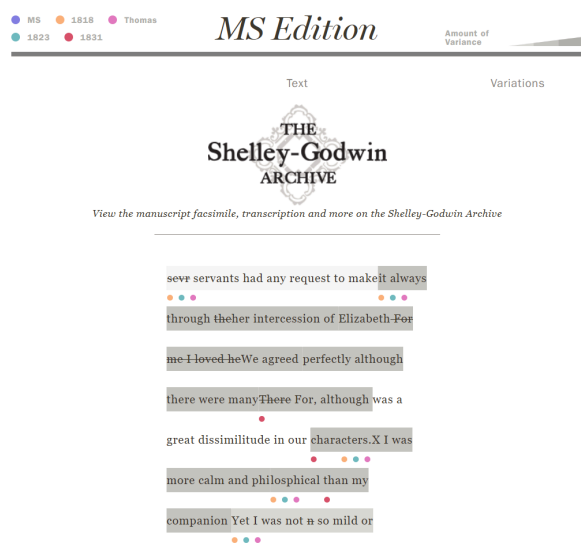 MS 1818 Thomas
1823 1831
MS Edition
Amount of
Variance
Text Variations
THE
Shelley-Godwin
ARCHIVE
View the manuscript facsimile, transcription and more on the Shelley-Godwin Archive
sevr servants had any request to makeit always
through theher intercession of Elizabeth For
me I loved heWe agreed perfectly although
there were manyThere For, although was a
great dissimilitude in our characters.X I was
more calm and philosphical than my
companion Yet I was not n so mild or